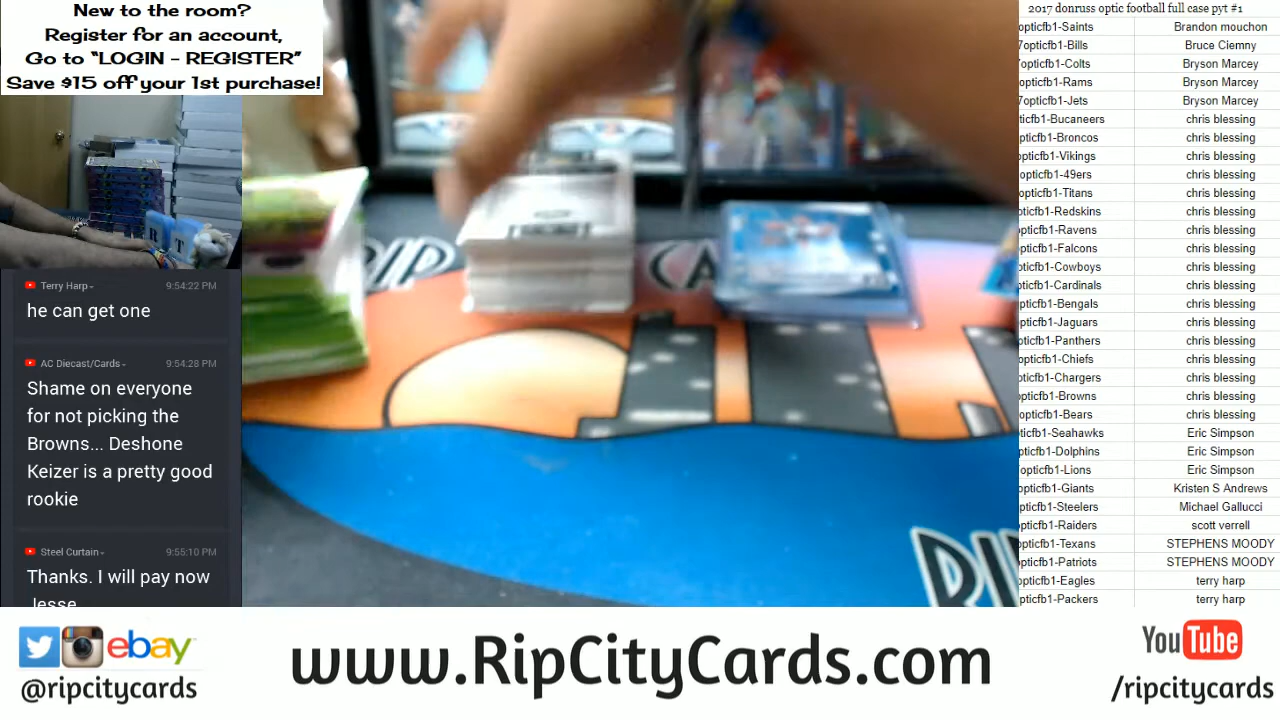 New to the room?
Register for an account,
Go to “LOGIN – REGISTER”
Save $15 off your 1st purchase!
Terry Harp
9:54:22 PM
he can get one
AC Diecast/Cards
9:54:28 PM
Shame on everyone
for not picking the
Browns... Deshone
Keizer is a pretty good
rookie
Steel Curtain
9:55:10 PM
Thanks. I will pay now
Jesse
RIP
CA
RIP
R T
2017 donruss optic football full case pyt #1
opticfb1-Saints Brandon mouchon
7opticfb1-Bills Bruce Ciemny
opticfb1-Colts Bryson Marcey
opticfb1-Rams Bryson Marcey
7opticfb1-Jets Bryson Marcey
opticfb1-Bucaneers chris blessing
opticfb1-Broncos chris blessing
opticfb1-Vikings chris blessing
opticfb1-49ers chris blessing
opticfb1-Titans chris blessing
opticfb1-Redskins chris blessing
opticfb1-Ravens chris blessing
opticfb1-Falcons chris blessing
opticfb1-Cowboys chris blessing
opticfb1-Cardinals chris blessing
opticfb1-Bengals chris blessing
opticfb1-Jaguars chris blessing
opticfb1-Panthers chris blessing
opticfb1-Chiefs chris blessing
opticfb1-Chargers chris blessing
opticfb1-Browns chris blessing
opticfb1-Bears chris blessing
opticfb1-Seahawks Eric Simpson
opticfb1-Dolphins Eric Simpson
opticfb1-Lions Eric Simpson
opticfb1-Giants Kristen S Andrews
opticfb1-Steelers Michael Gallucci
opticfb1-Raiders scott verrell
opticfb1-Texans STEPHENS MOODY
opticfb1-Patriots STEPHENS MOODY
opticfb1-Eagles terry harp
opticfb1-Packers terry harp
ebay
@ripcitycards
www.RipCityCards.com
YouTube
/ripcitycards